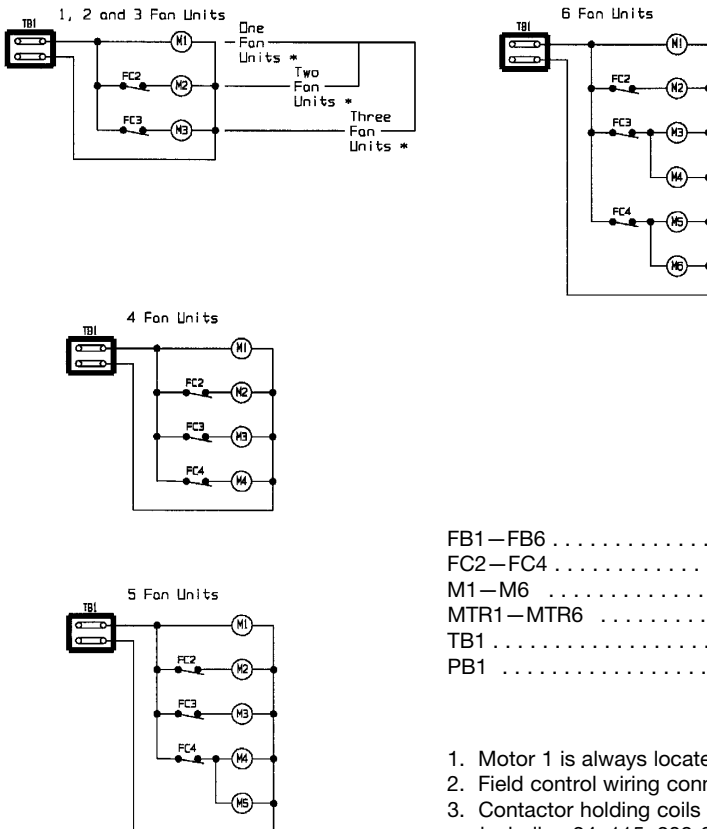 1, 2 and 3 Fan Units
TB1
M1
FC2
M2
FC3
M3
One
Fan
Units *
Two
Fan
Units *
Three
Fan
Units *
6 Fan Units
TB1
M1
FC2
M2
FC3
M3
M4
FC4
M5
M6
4 Fan Units
TB1
M1
FC2
M2
FC3
M3
FC4
M4
5 Fan Units
TB1
M1
FC2
M2
FC3
M3
FC4
M4
M5
FB1—FB6 . . . . . . . . . . . . . .
FC2—FC4 . . . . . . . . . . . . .
M1—M6 . . . . . . . . . . . . . .
MTR1—MTR6 . . . . . . . . .
TB1 . . . . . . . . . . . . . . . . . . .
PB1 . . . . . . . . . . . . . . . . . .
1. Motor 1 is always locate
2. Field control wiring conn
3. Contactor holding coils